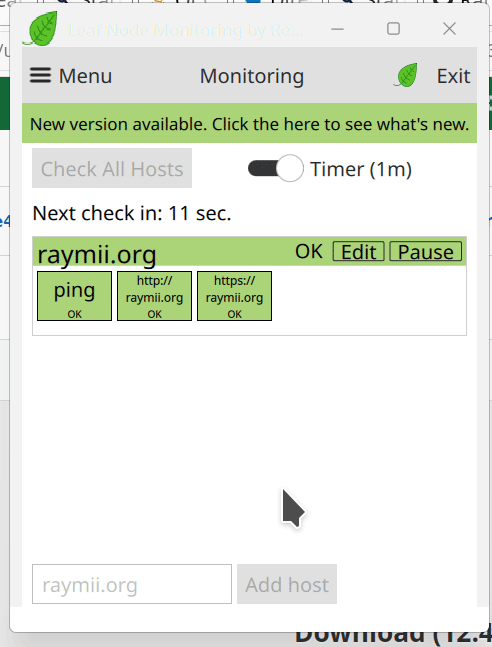 Leaf Node Monitoring by Re...
Menu
Monitoring
Exit
New version available. Click the here to see what's new.
Check All Hosts
Timer (1m)
Next check in: 11 sec.
raymii.org
OK
Edit
Pause
ping
OK
http://
raymii.org
OK
https://
raymii.org
OK
raymii.org
Add host
Download (12.4